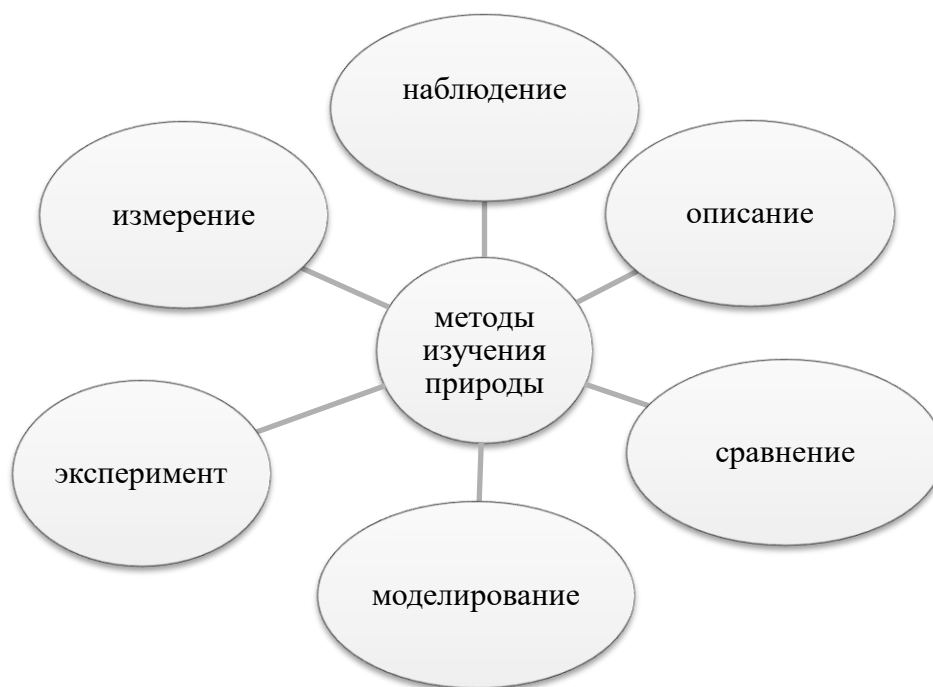 наблюдение
измерение
описание
методы
изучения
природы
эксперимент
сравнение
моделирование